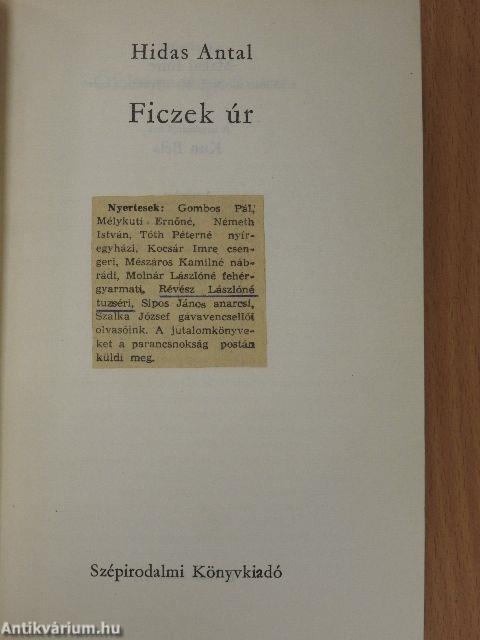 Hidas Antal
Ficzek úr
Kun Béla
Nyertesek: Gombos Pál,
Mélykuti Ernőné, Németh
István, Tóth Péterné nyír-
egyházi, Kocsár Imre csen-
geri, Mészáros Kamilné náb-
rádi, Molnár Lászlóné fehér-
gyarmati, Révész Lászlóné
tuzséri, Sipos János anarcsi,
Szalka József gávavencsellői
olvasóink. A jutalomkönyve-
ket a parancsnokság postán
küldi meg.
Szépirodalmi Könyvkiadó
Antikvárium.hu